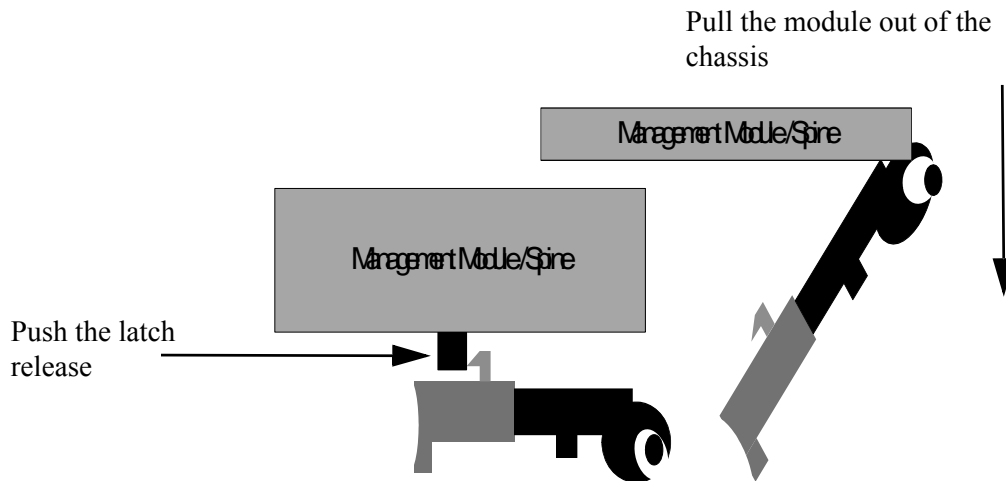 Pull the module out of the
chassis
Management Module/Spine
Management Module/Spine
Push the latch
release